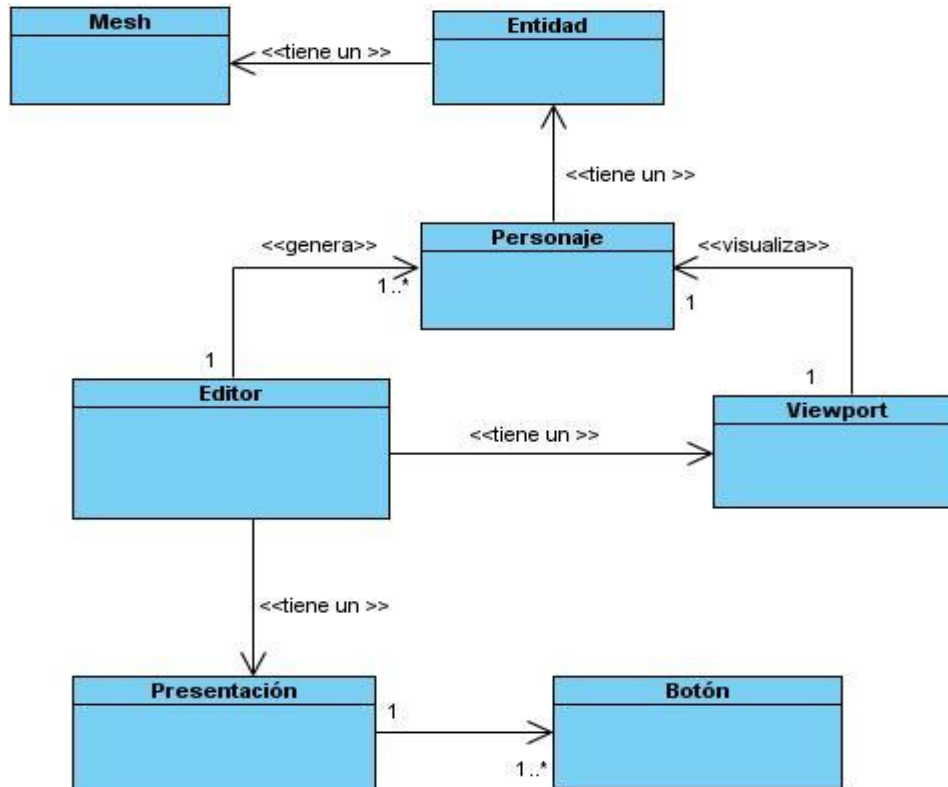 Mesh
Entidad
<<tiene un >>
<<tiene un >>
Personaje
<<genera>>
<<visualiza>>
1..*
1
1
1
Editor
Viewport
<<tiene un >>
<<tiene un >>
Presentación
Botón
1
1..*